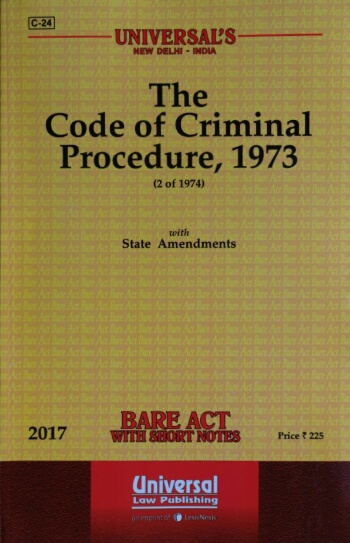 C-24
UNIVERSAL'S
NEW DELHI - INDIA
The
Code of Criminal
Procedure, 1973
(2 of 1974)
with
State Amendments
BARE ACT
WITH SHORT NOTES
2017
Price ₹ 225
Universal
Law Publishing
an imprint of LexisNexis